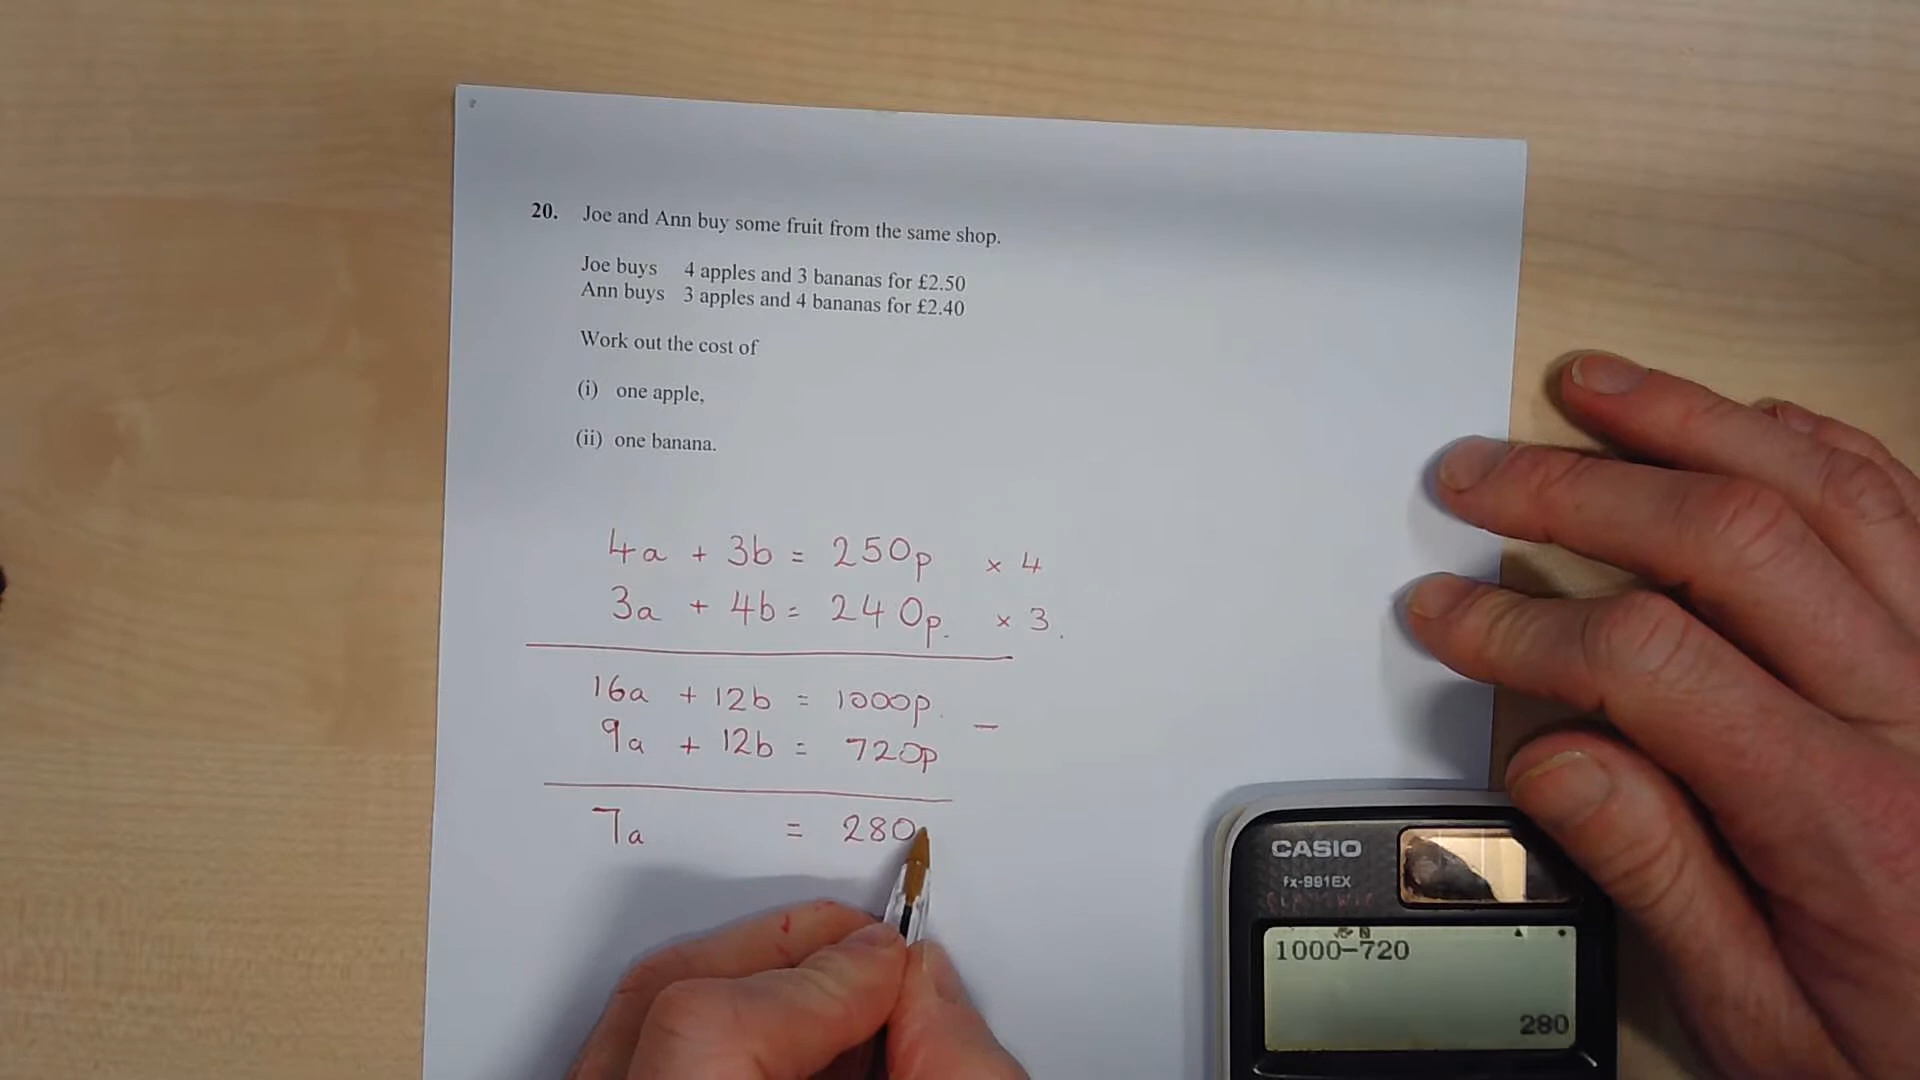 20. Joe and Ann buy some fruit from the same shop.
Joe buys 4 apples and 3 bananas for £2.50
Ann buys 3 apples and 4 bananas for £2.40
Work out the cost of
(i) one apple,
(ii) one banana.
4a + 3b = 250p × 4
3a + 4b = 240p. × 3.
16a + 12b = 1000p. −
9a + 12b = 720p
7a = 280
CASIO
fx-991EX
1000−720
280